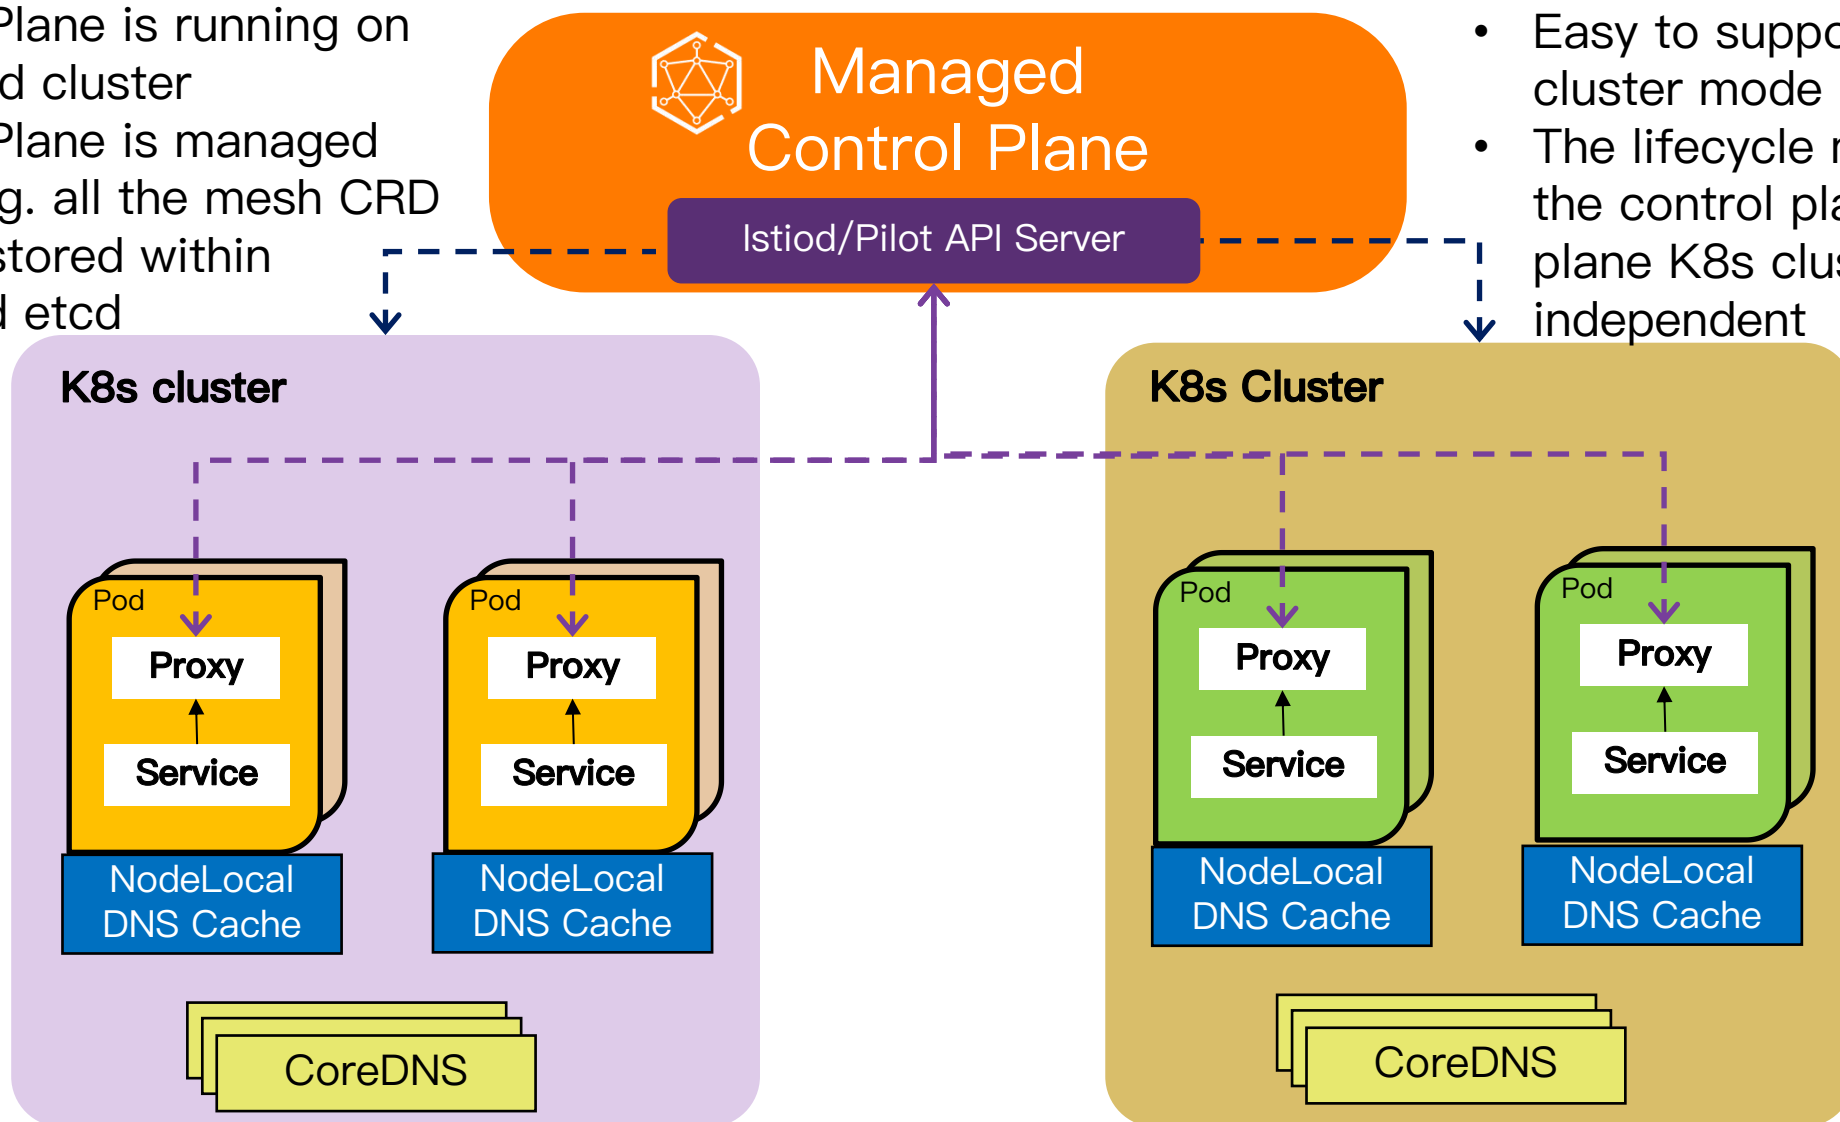 Plane is running on
cluster
Plane is managed
all the mesh CRD
stored within
etcd
Managed
Control Plane
Istiod/Pilot API Server
• Easy to
cluster mode
• The lifecycle
the control
plane K8s
independent
K8s cluster
Pod
Proxy
Service
NodeLocal
DNS Cache
Pod
Proxy
Service
NodeLocal
DNS Cache
CoreDNS
K8s Cluster
Pod
Proxy
Service
NodeLocal
DNS Cache
Pod
Proxy
Service
NodeLocal
DNS Cache
CoreDNS